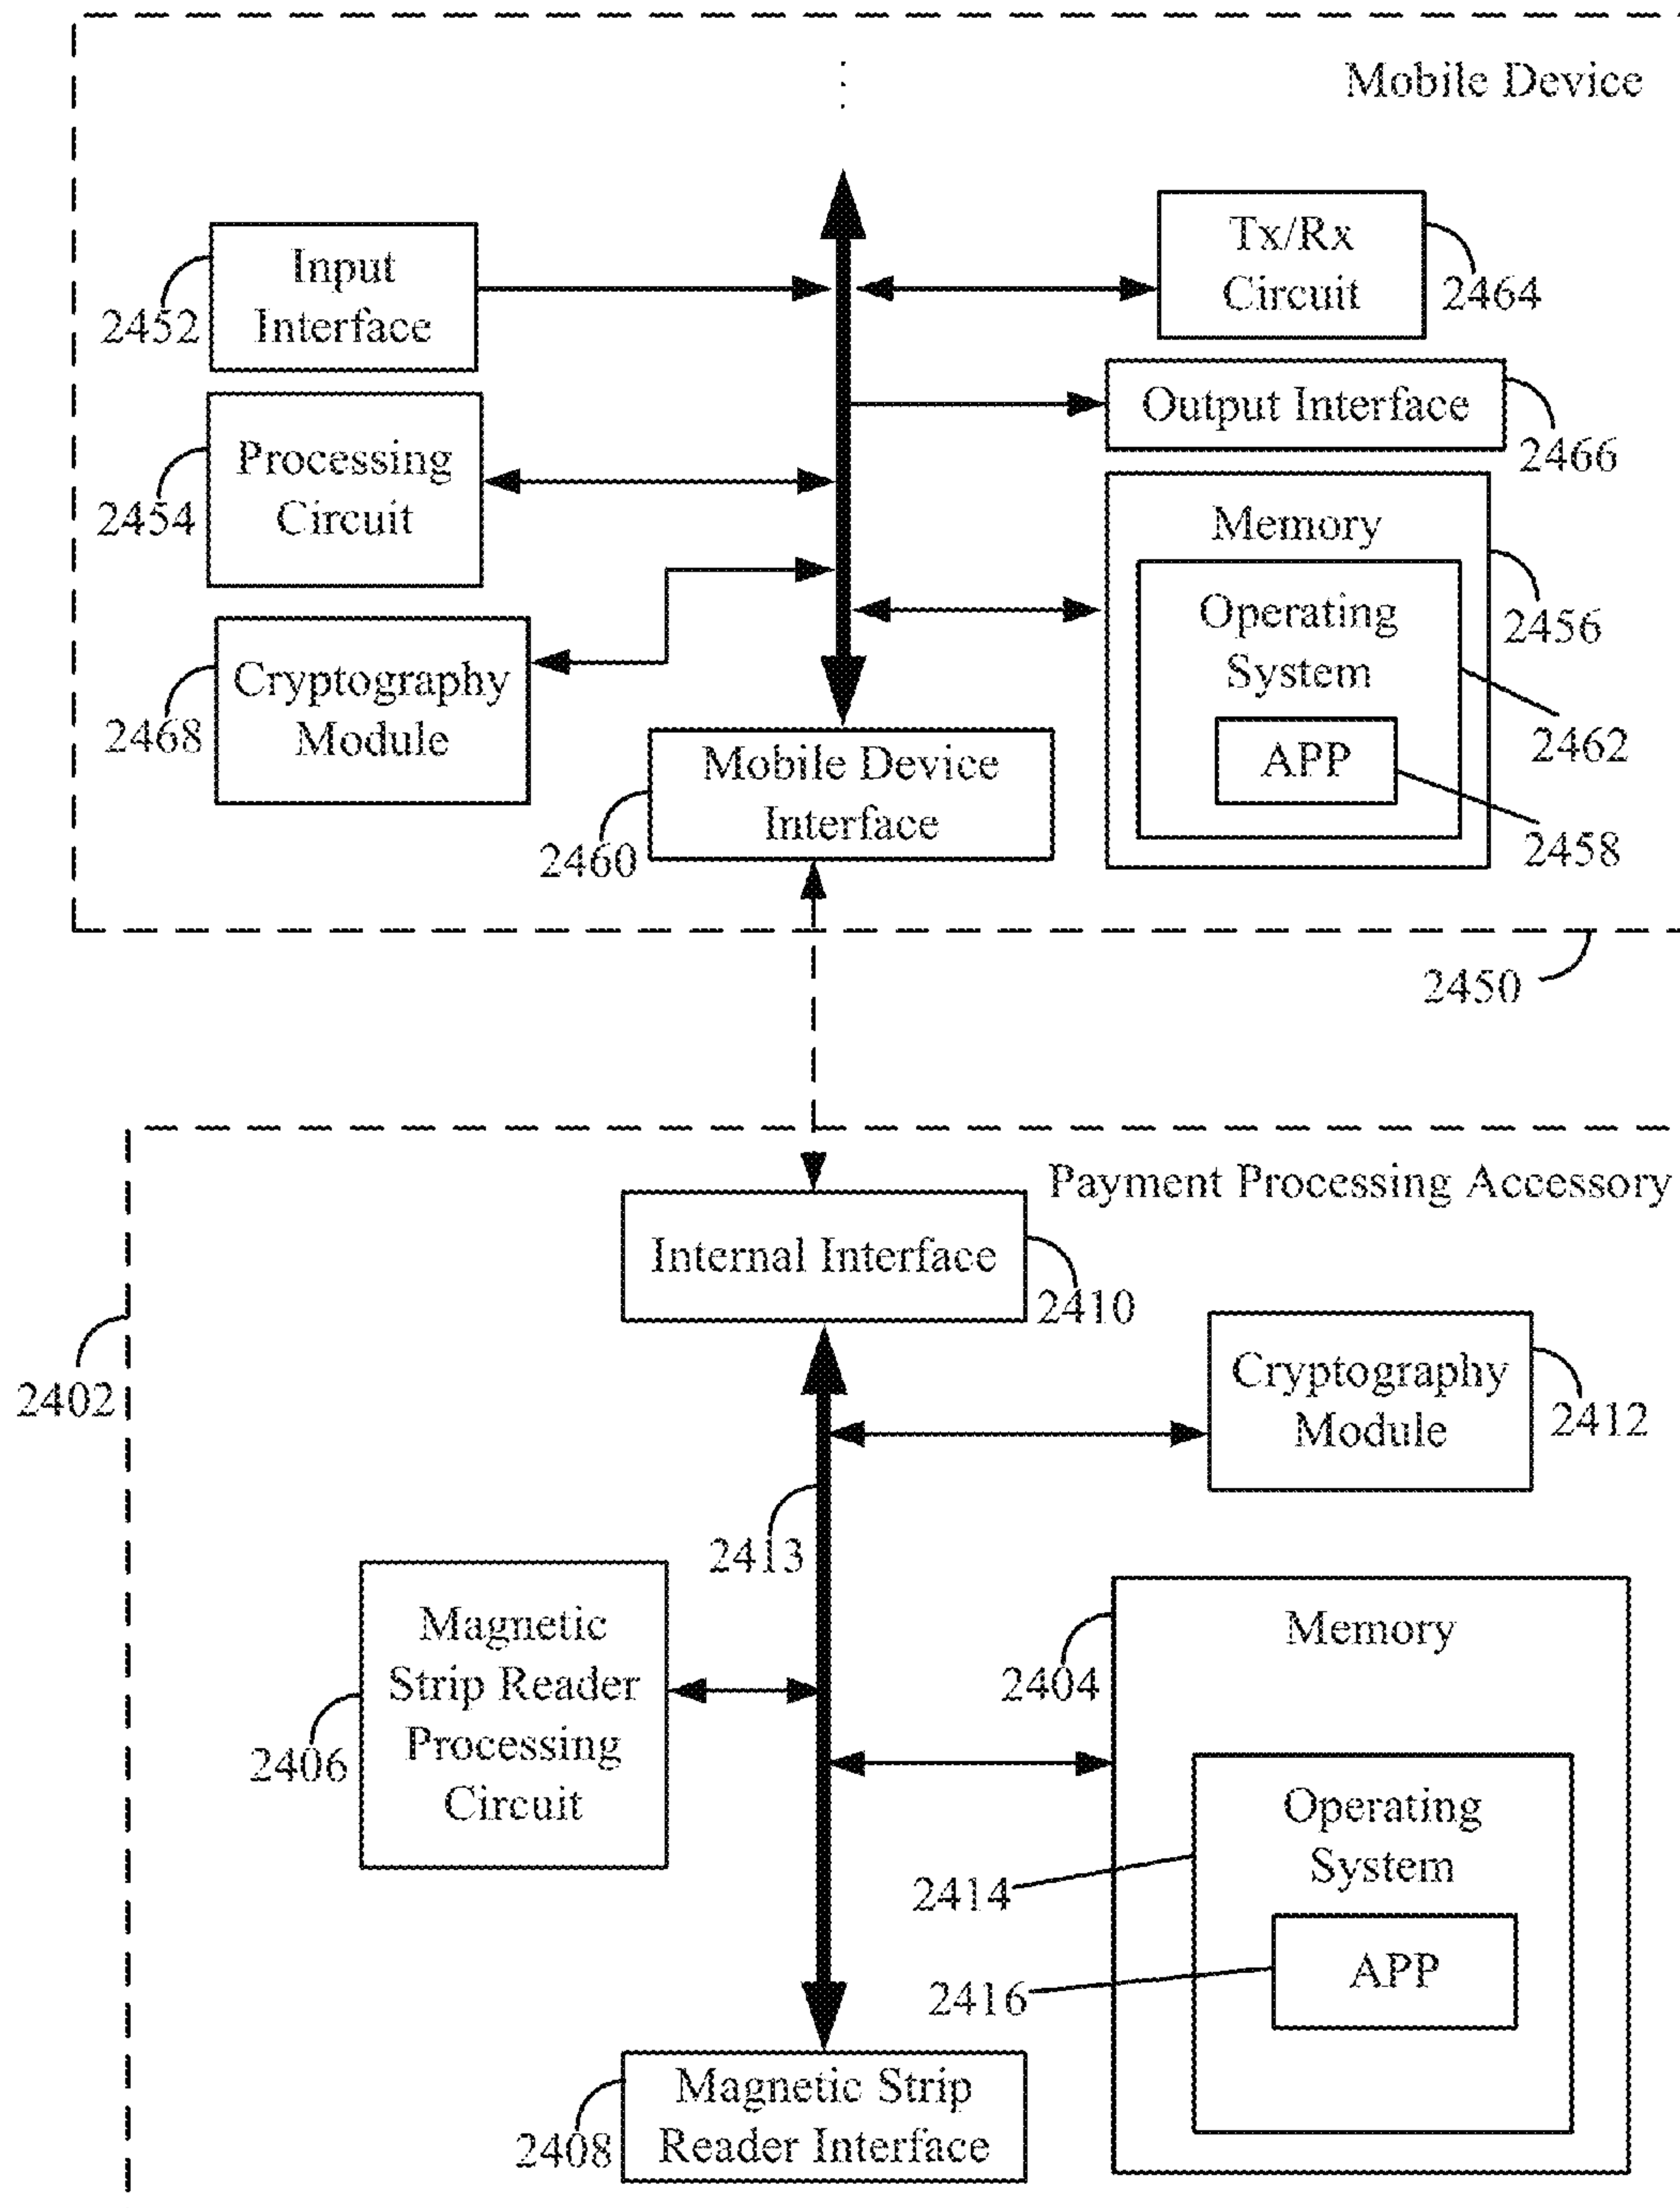 Mobile Device
Input
Interface
2452
Tx/Rx
Circuit
2464
Output Interface
2466
Processing
Circuit
2454
Memory
2456
Operating
System
2462
APP
2458
Cryptography
Module
2468
Mobile Device
Interface
2460
2450
Payment Processing Accessory
Internal Interface
2410
2402
Cryptography
Module
2412
2413
Magnetic
Strip Reader
Processing
Circuit
2406
Memory
2404
Operating
System
2414
APP
2416
Magnetic Strip
Reader Interface
2408